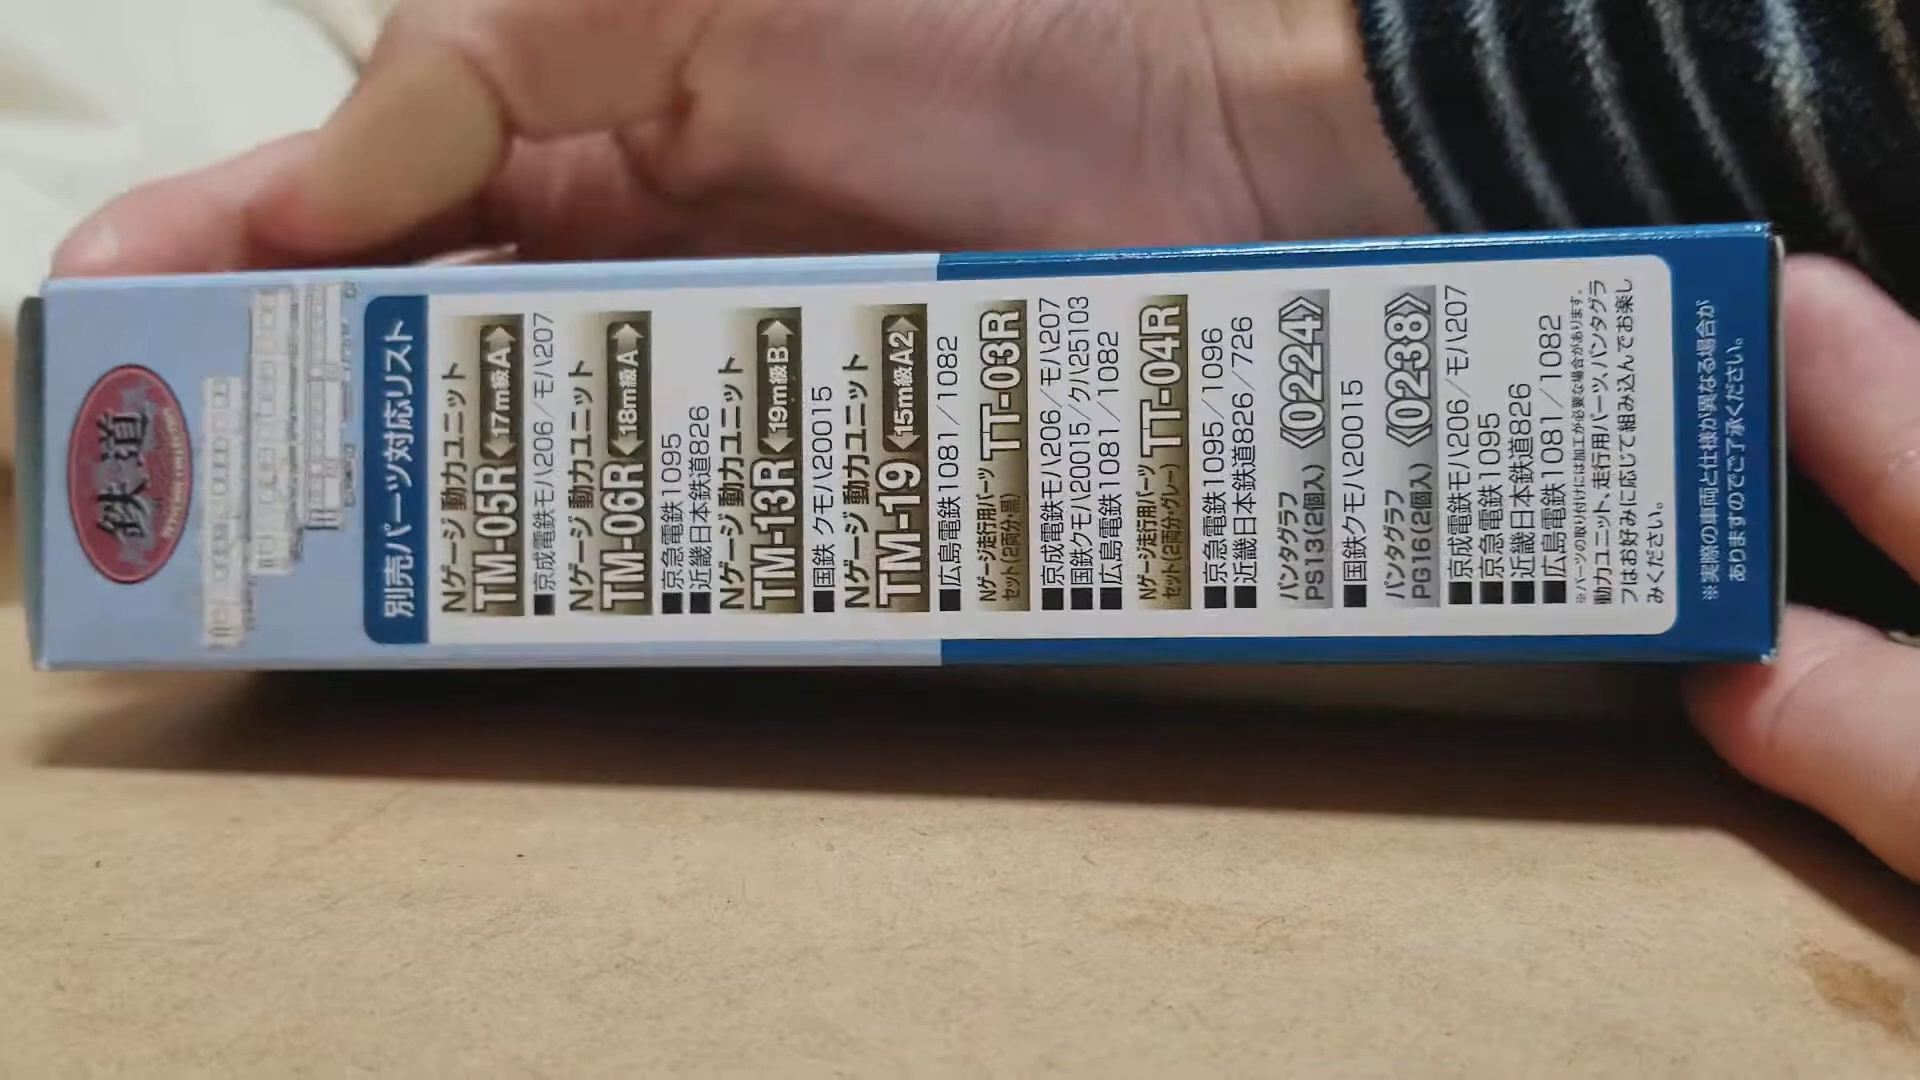 鉄道
別売パーツ対応リスト
Nゲージ 動力ユニット
TM-05R 17m級A
■京成電鉄モハ206/モハ207
Nゲージ 動力ユニット
TM-06R 18m級A
■京急電鉄1095
■近畿日本鉄道826
Nゲージ 動力ユニット
TM-13R 19m級B
■国鉄 クモハ20015
Nゲージ 動力ユニット
TM-19 15m級A2
■広島電鉄1081/1082
Nゲージ走行用パーツ
セット(2両分・黒) TT-03R
■京成電鉄モハ206/モハ207
■国鉄クモハ20015/クハ25103
■広島電鉄1081/1082
Nゲージ走行用パーツ
セット(2両分・グレー) TT-04R
■京急電鉄1095/1096
■近畿日本鉄道826/726
パンタグラフ
PS13(2個入) 《0224》
■国鉄クモハ20015
パンタグラフ
PG16(2個入) 《0238》
■京成電鉄モハ206/モハ207
■京急電鉄1095
■近畿日本鉄道826
■広島電鉄1081/1082
※パーツの取り付けには加工が必要な場合があります。
動力ユニット、走行用パーツ、パンタグラ
フはお好みに応じて組み込んでお楽し
みください。
※実際の車両と仕様が異なる場合が
ありますのでご了承ください。